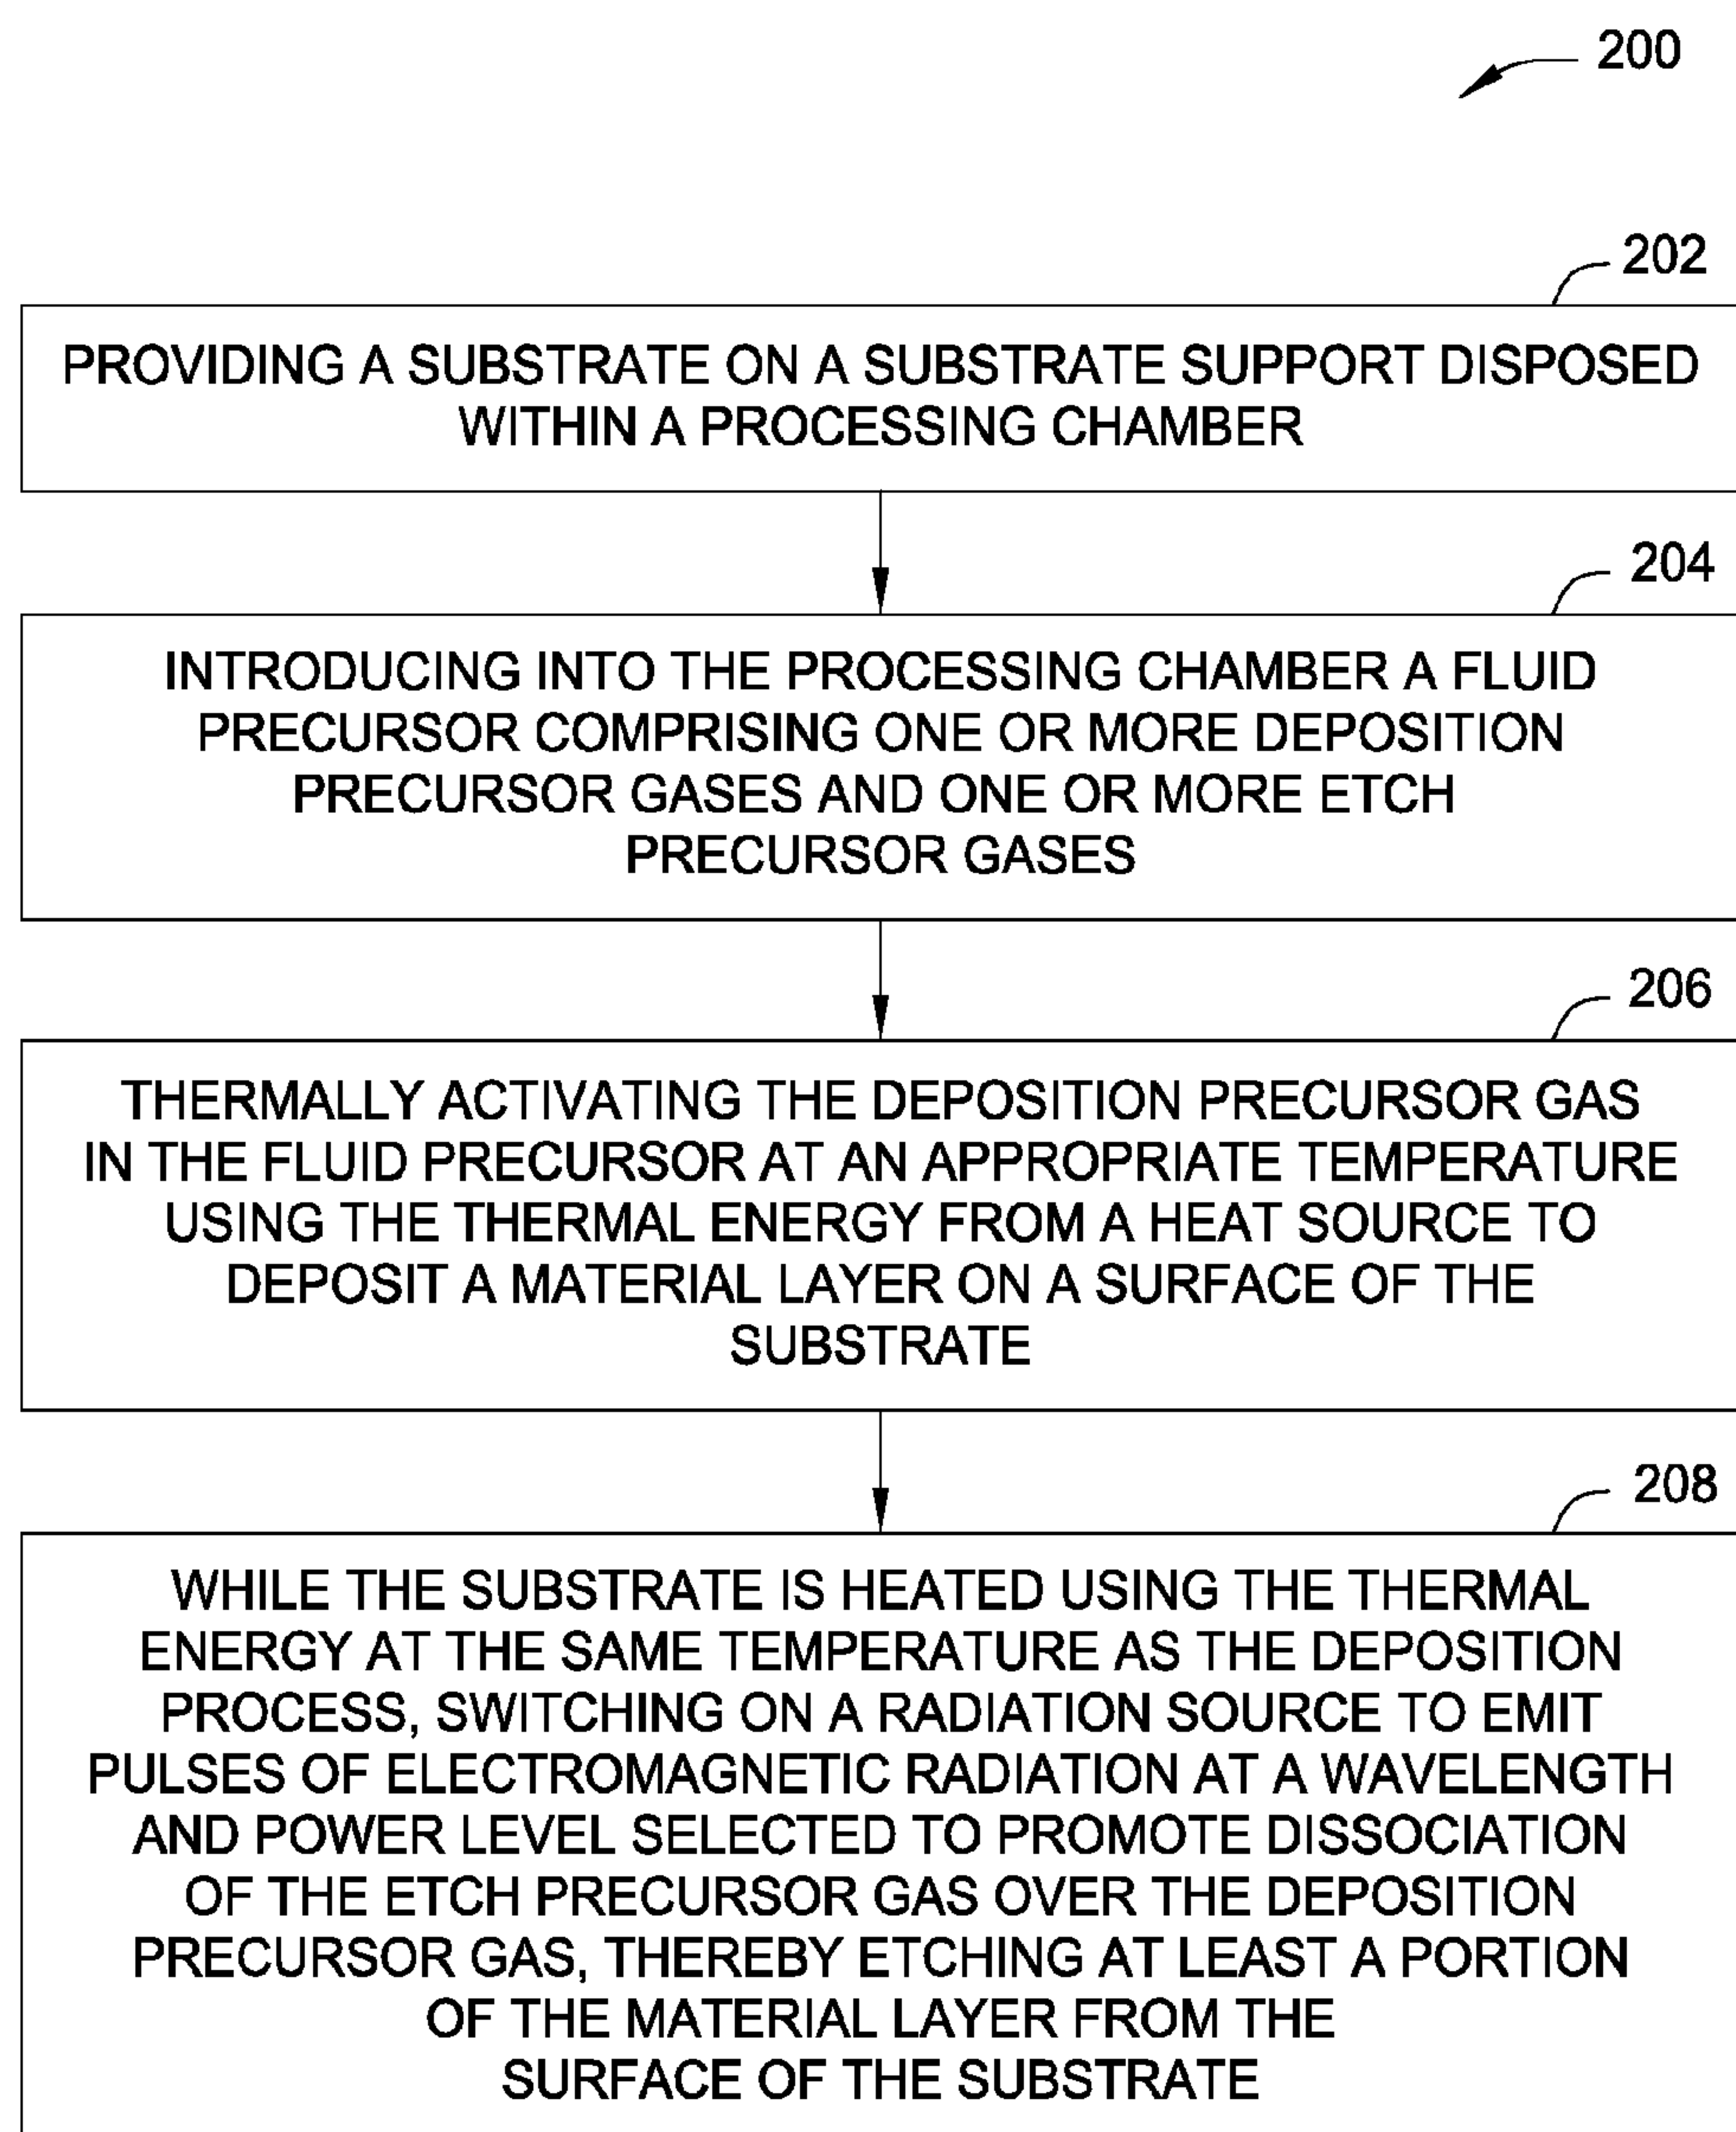 200
202
PROVIDING A SUBSTRATE ON A SUBSTRATE SUPPORT DISPOSED
WITHIN A PROCESSING CHAMBER
204
INTRODUCING INTO THE PROCESSING CHAMBER A FLUID
PRECURSOR COMPRISING ONE OR MORE DEPOSITION
PRECURSOR GASES AND ONE OR MORE ETCH
PRECURSOR GASES
206
THERMALLY ACTIVATING THE DEPOSITION PRECURSOR GAS
IN THE FLUID PRECURSOR AT AN APPROPRIATE TEMPERATURE
USING THE THERMAL ENERGY FROM A HEAT SOURCE TO
DEPOSIT A MATERIAL LAYER ON A SURFACE OF THE
SUBSTRATE
208
WHILE THE SUBSTRATE IS HEATED USING THE THERMAL
ENERGY AT THE SAME TEMPERATURE AS THE DEPOSITION
PROCESS, SWITCHING ON A RADIATION SOURCE TO EMIT
PULSES OF ELECTROMAGNETIC RADIATION AT A WAVELENGTH
AND POWER LEVEL SELECTED TO PROMOTE DISSOCIATION
OF THE ETCH PRECURSOR GAS OVER THE DEPOSITION
PRECURSOR GAS, THEREBY ETCHING AT LEAST A PORTION
OF THE MATERIAL LAYER FROM THE
SURFACE OF THE SUBSTRATE